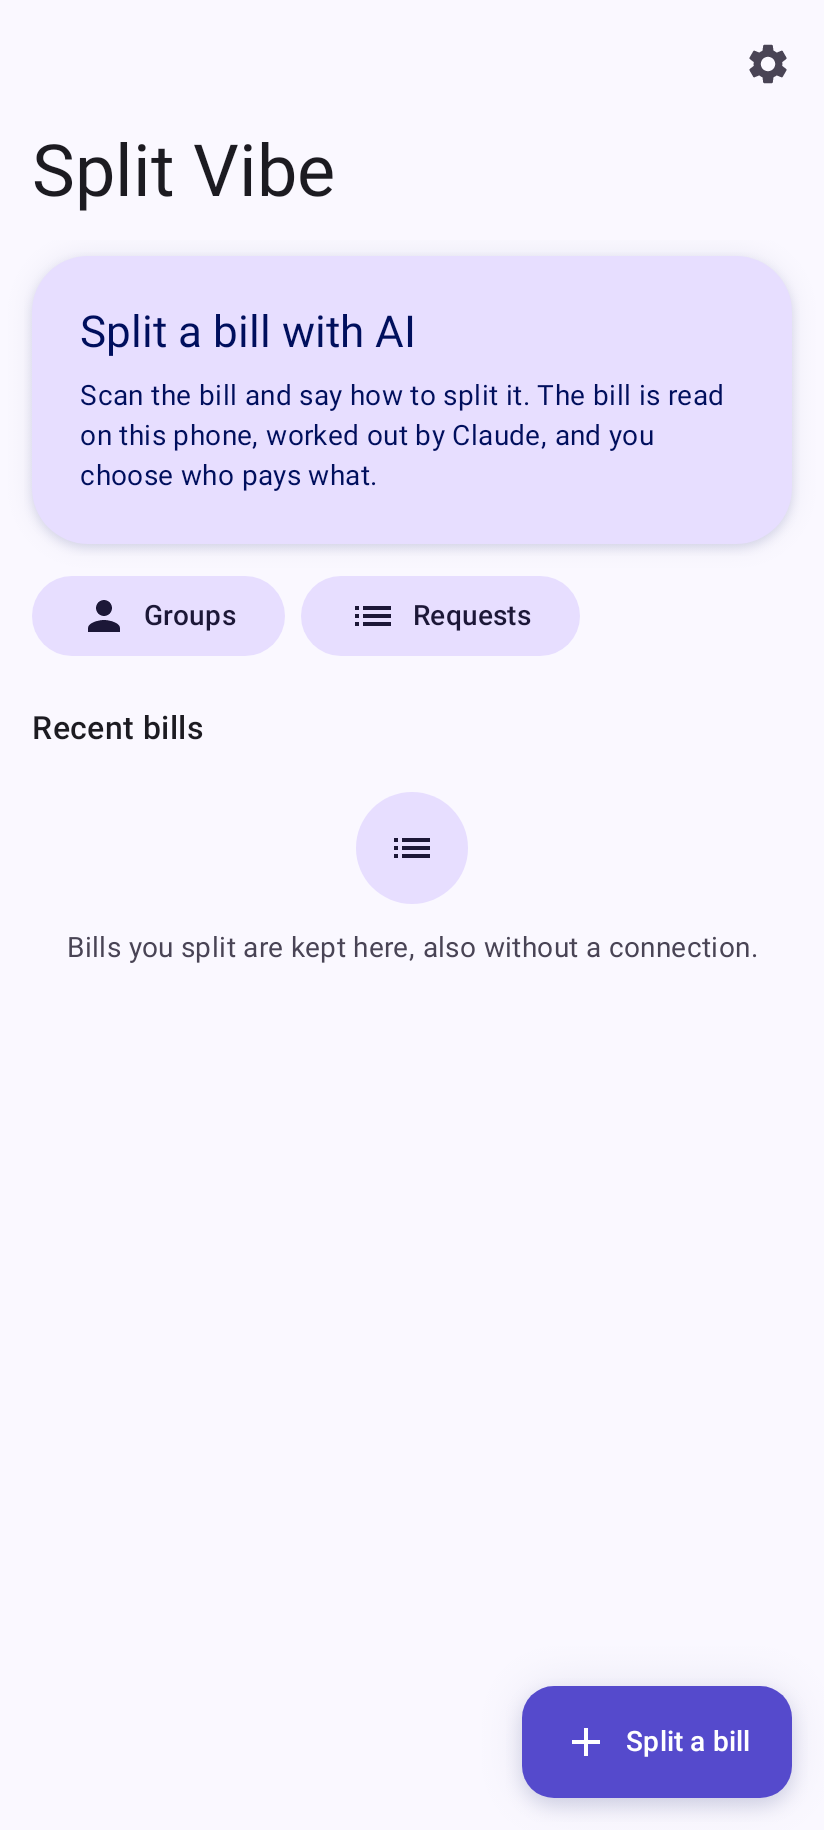 Split Vibe
Split a bill with AI
Scan the bill and say how to split it. The bill is read
on this phone, worked out by Claude, and you
choose who pays what.
Groups
Requests
Recent bills
Bills you split are kept here, also without a connection.
Split a bill